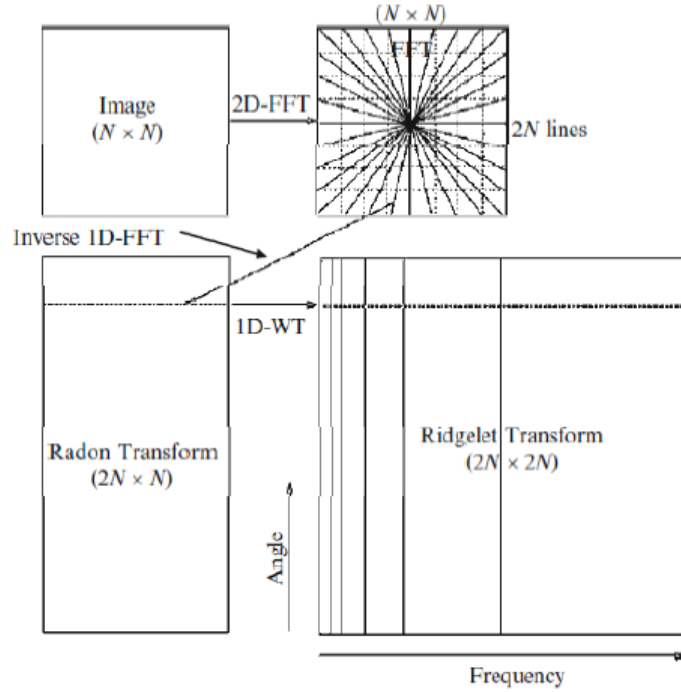 (N × N)
FFT
Image
(N × N)
2D-FFT
2N lines
Inverse 1D-FFT
1D-WT
Radon Transform
(2N × N)
Ridgelet Transform
(2N × 2N)
Angle
Frequency